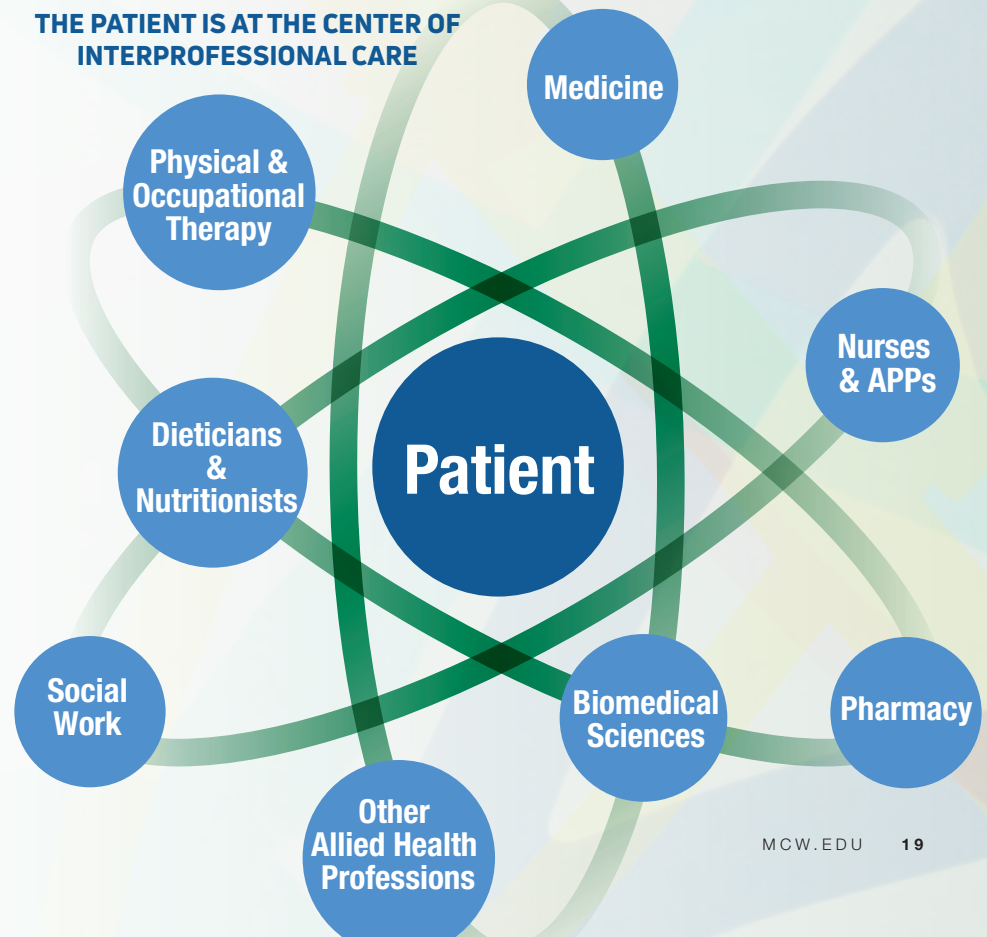 THE PATIENT IS AT THE CENTER OF
INTERPROFESSIONAL CARE
Medicine
Physical &
Occupational
Therapy
Nurses
& APPs
Dieticians
&
Nutritionists
Patient
Social
Work
Biomedical
Sciences
Pharmacy
Other
Allied Health
Professions
MCW.EDU 19